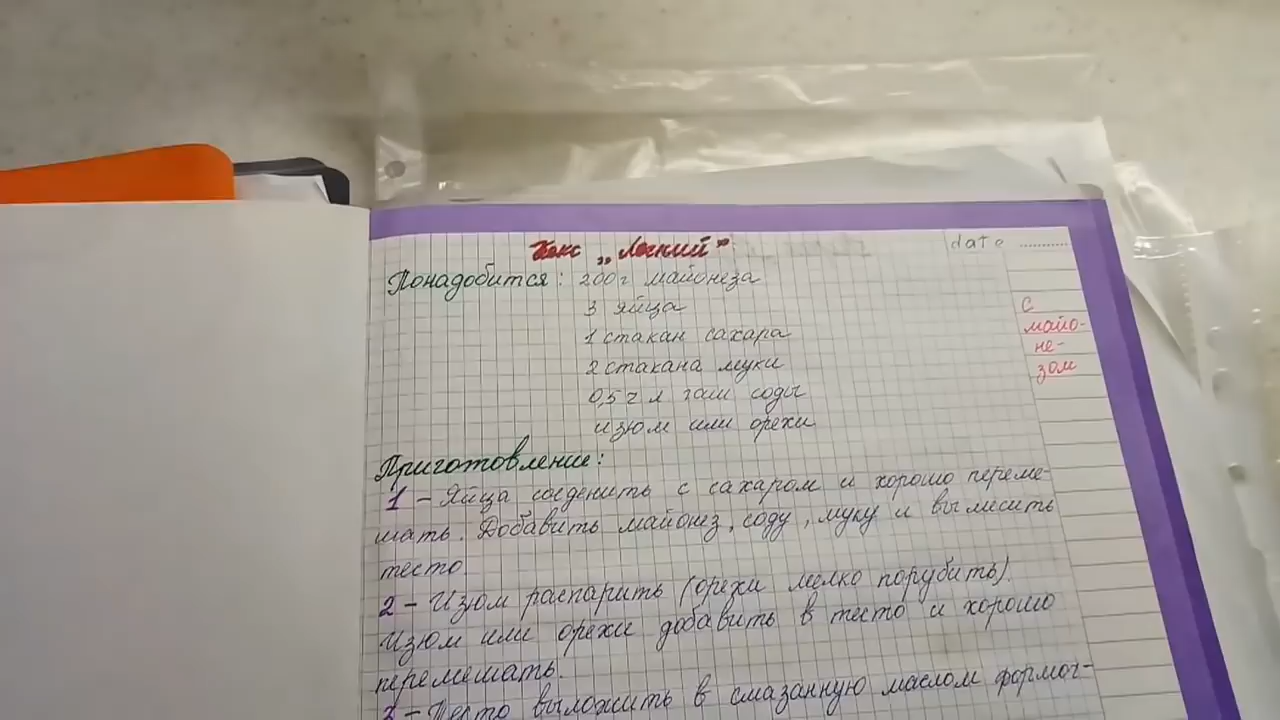 Кекс „Легкий"
date ............
Понадобится: 200г майонеза
3 яйца
1 стакан сахара
2 стакана муки
0,5 ч л гаш соды
изюм или орехи
с
майо-
не-
зом
Приготовление:
1 – Яйца соеденить с сахаром и хорошо переме-
шать. Добавить майонез, соду, муку и вымесить
тесто.
2 – Изюм распарить (орехи мелко порубить).
Изюм или орехи добавить в тесто и хорошо
перемешать.
3 – Тесто выложить в смазанную маслом формоч-